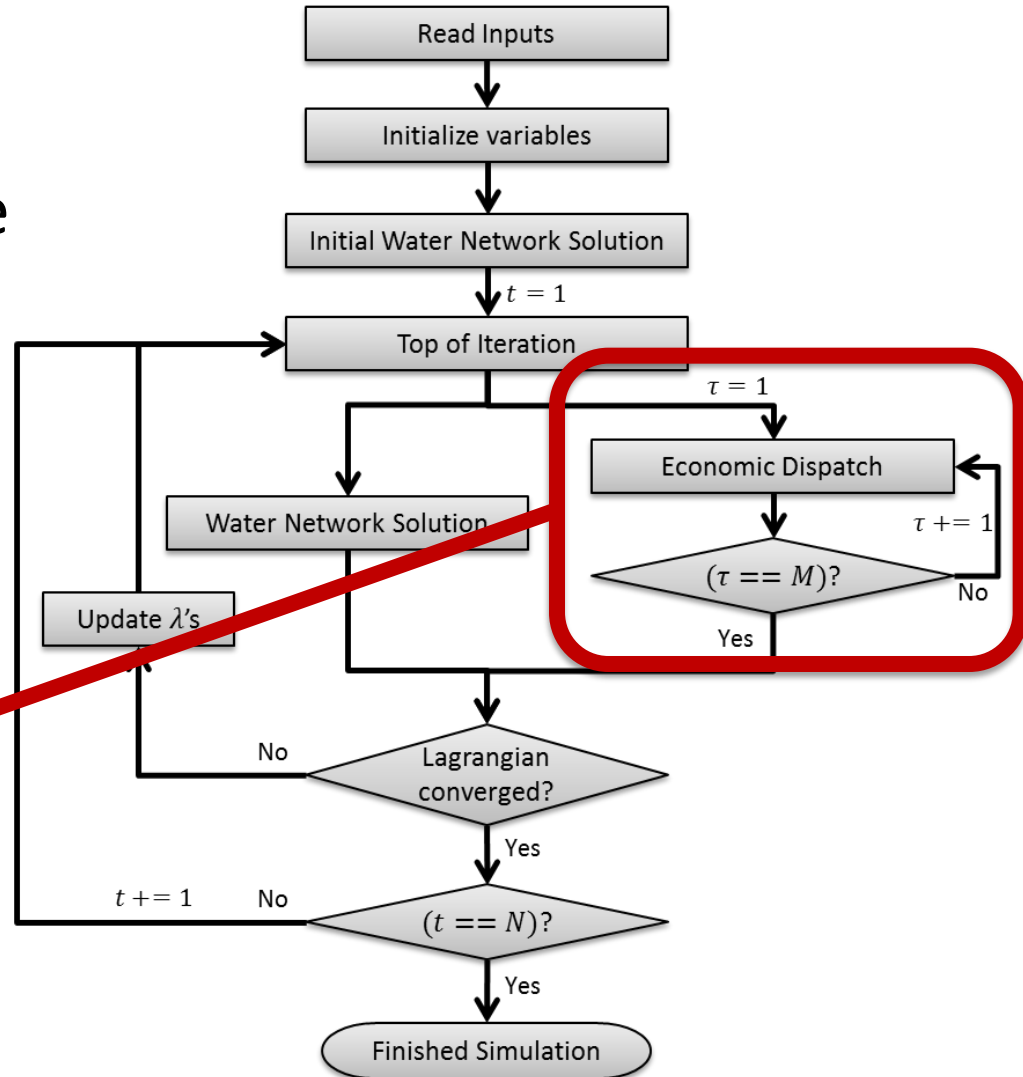 Read Inputs
Initialize variables
e
Initial Water Network Solution
t = 1
Top of Iteration
τ = 1
Economic Dispatch
Water Network Solution
τ += 1
(τ == M)?
No
Update λ's
Yes
No
Lagrangian
converged?
Yes
t += 1
No
(t == N)?
Yes
Finished Simulation